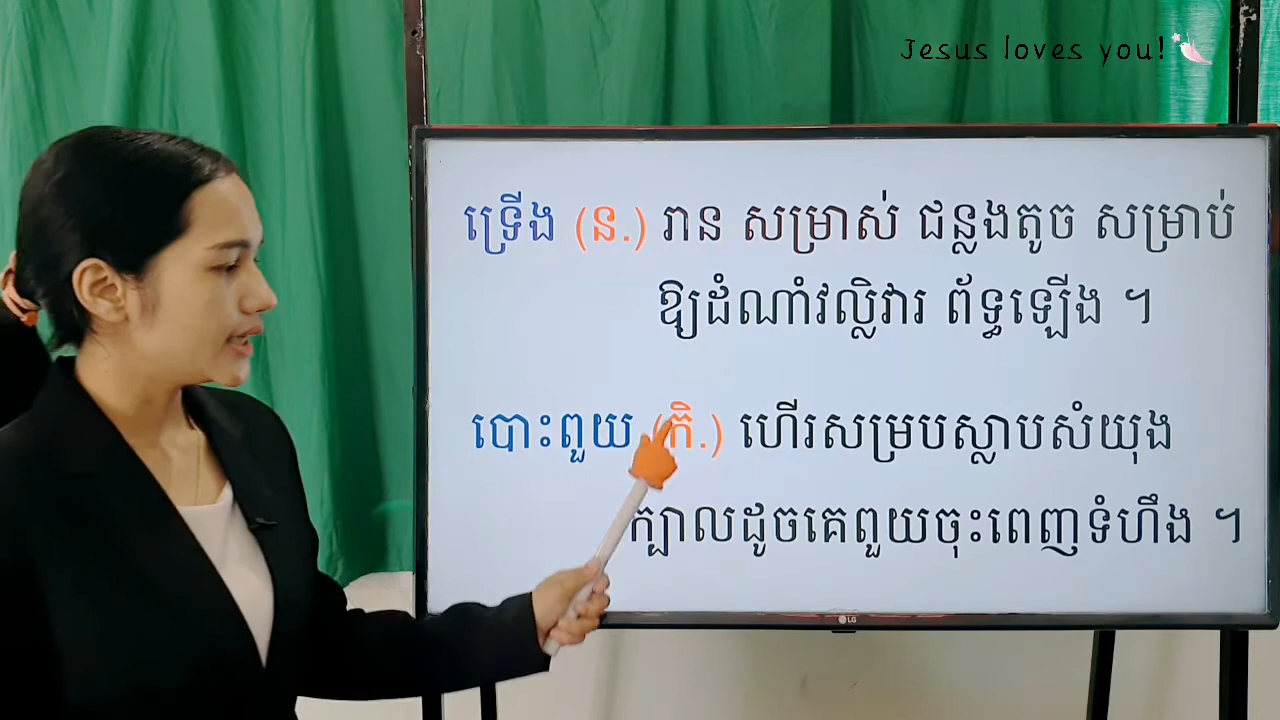 Jesus loves you!
ទ្រើង (ន.) រាន សម្រាស់ ជន្លងតូច សម្រាប់
ឱ្យដំណាំវល្លិវារ ព័ទ្ធឡើង ។
បោះពួយ (កិ.) ហើរសម្របស្លាបសំយុង
ក្បាលដូចគេពួយចុះពេញទំហឹង ។
LG